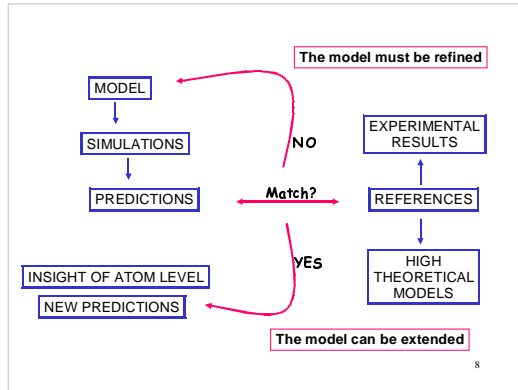 The model must be refined
MODEL
SIMULATIONS
PREDICTIONS
NO
Match?
EXPERIMENTAL
RESULTS
REFERENCES
HIGH
THEORETICAL
MODELS
YES
INSIGHT OF ATOM LEVEL
NEW PREDICTIONS
The model can be extended
8